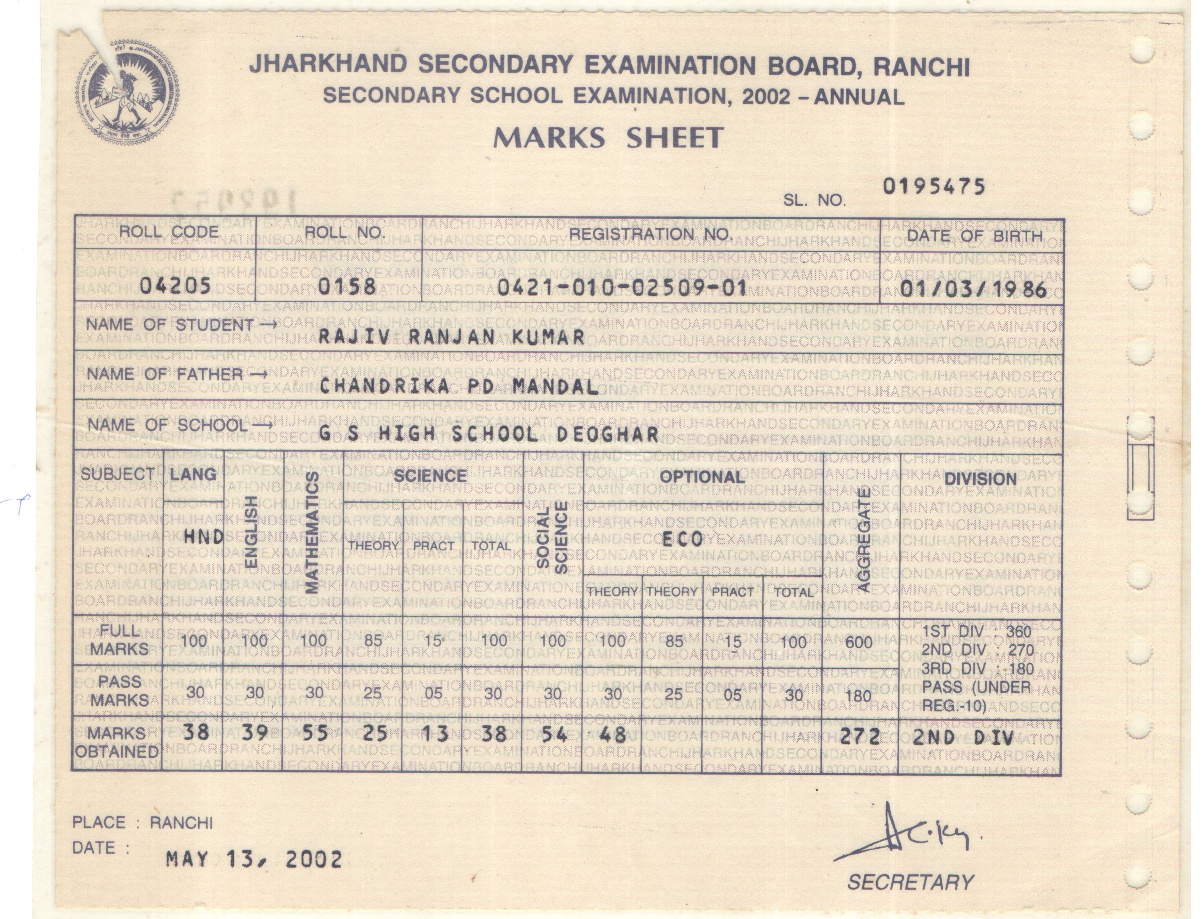 JHARKHAND SECONDARY EXAMINATION BOARD, RANCHI
SECONDARY SCHOOL EXAMINATION, 2002 – ANNUAL
MARKS SHEET
SL. NO. 0195475
ROLL CODE ROLL NO. REGISTRATION NO. DATE OF BIRTH
04205 0158 0421-010-02509-01 01/03/1986
NAME OF STUDENT → RAJIV RANJAN KUMAR
NAME OF FATHER → CHANDRIKA PD MANDAL
NAME OF SCHOOL → G S HIGH SCHOOL DEOGHAR
SUBJECT LANG ENGLISH MATHEMATICS SCIENCE SOCIAL SCIENCE OPTIONAL AGGREGATE DIVISION
HND THEORY PRACT TOTAL ECO
THEORY THEORY PRACT TOTAL
FULL MARKS 100 100 100 85 15 100 100 100 85 15 100 600 1ST DIV : 360
2ND DIV : 270
3RD DIV :-180
PASS MARKS 30 30 30 25 05 30 30 30 25 05 30 180 PASS (UNDER
REG.-10)
MARKS OBTAINED 38 39 55 25 13 38 54 48 272 2ND DIV
PLACE : RANCHI
DATE : MAY 13, 2002
SECRETARY